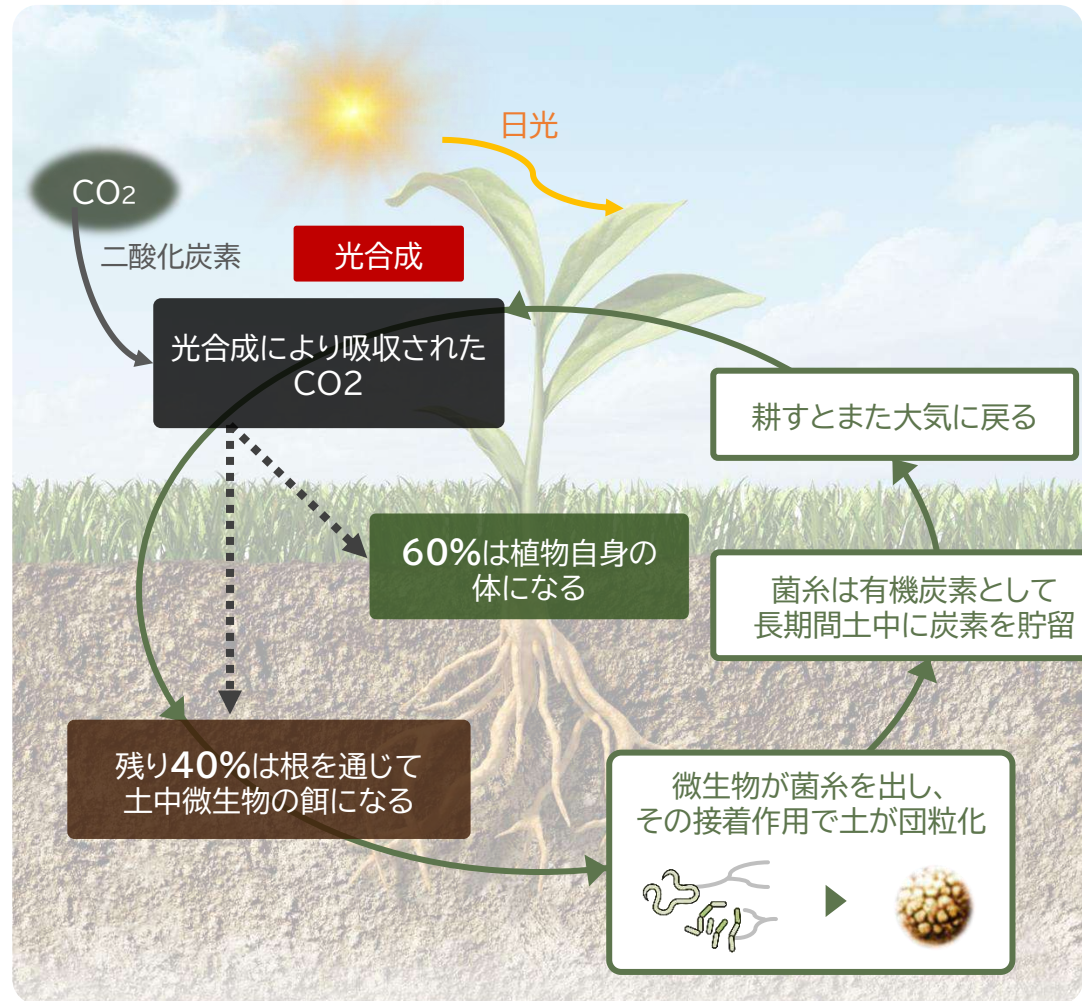 日光
CO2
二酸化炭素
光合成
光合成により吸収された
CO2
耕すとまた大気に戻る
60%は植物自身の
体になる
菌糸は有機炭素として
長期間土中に炭素を貯留
残り40%は根を通じて
土中微生物の餌になる
微生物が菌糸を出し、
その接着作用で土が団粒化